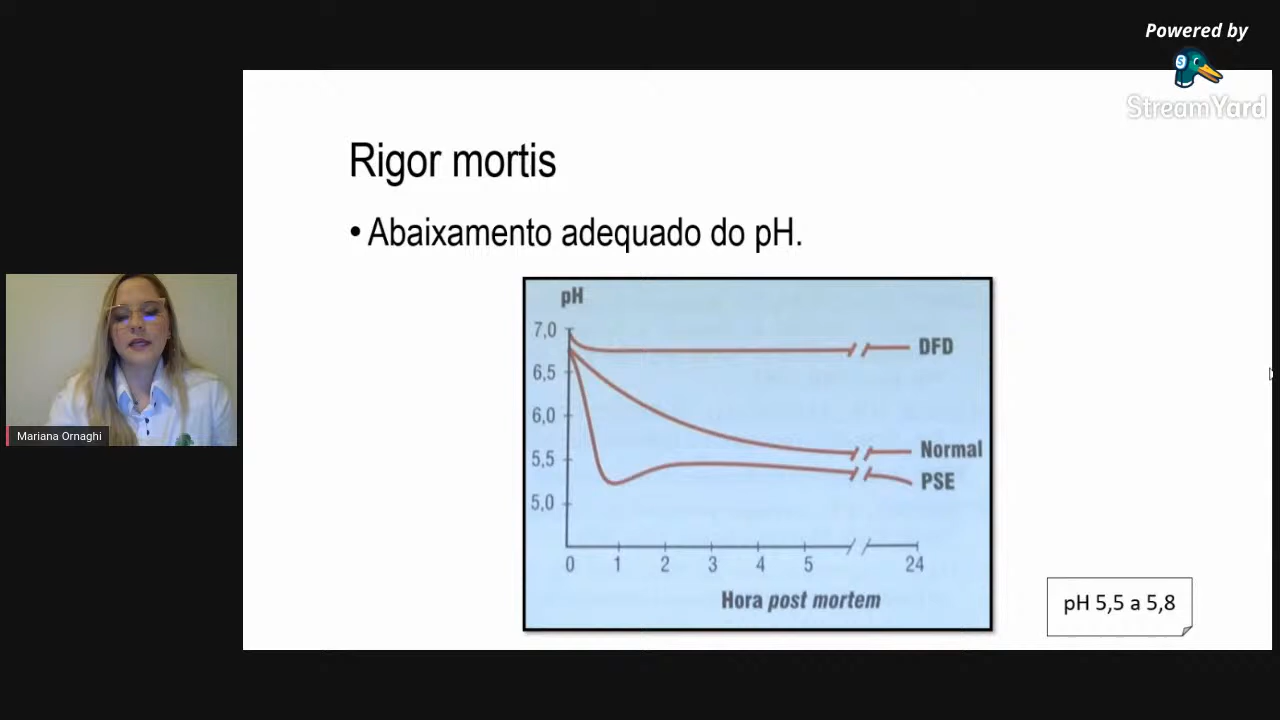 Powered by
StreamYard
Rigor mortis
• Abaixamento adequado do pH.
pH
7,0
6,5
6,0
5,5
5,0
DFD
Normal
PSE
0 1 2 3 4 5 24
Hora post mortem
pH 5,5 a 5,8
Mariana Ornaghi